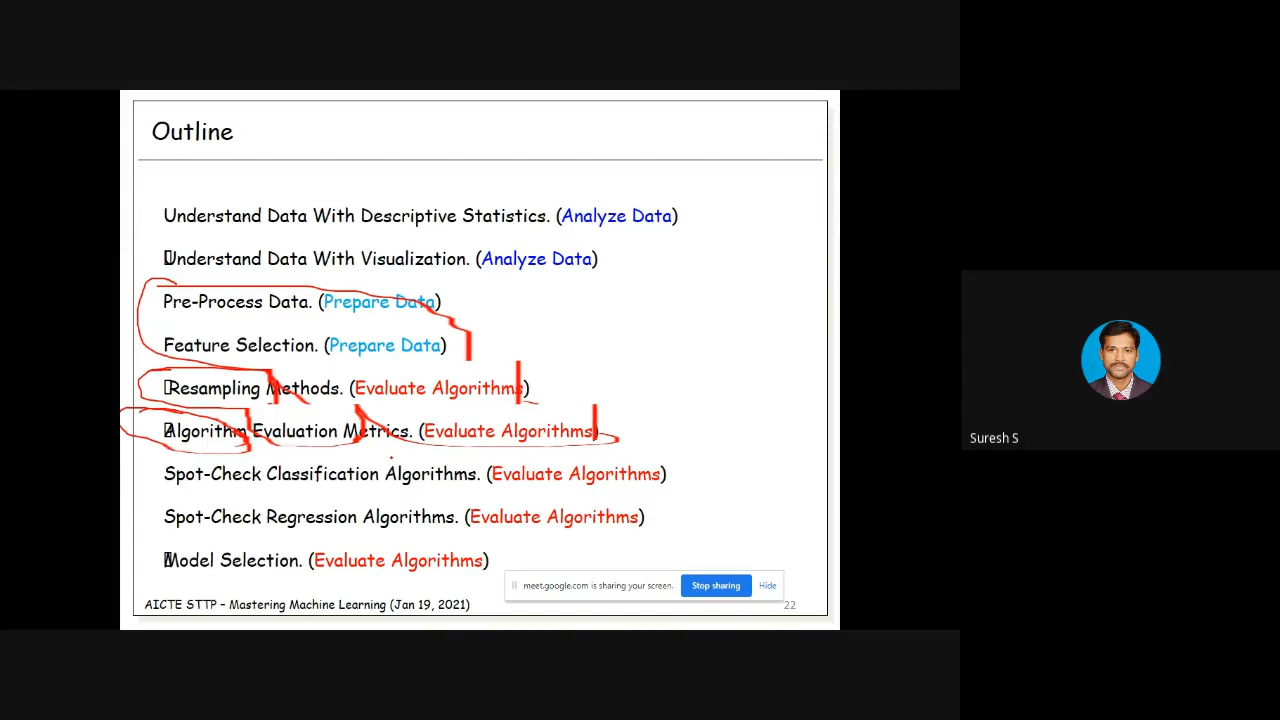 Outline
Understand Data With Descriptive Statistics. (Analyze Data)
Understand Data With Visualization. (Analyze Data)
Pre-Process Data. (Prepare Data)
Feature Selection. (Prepare Data)
Resampling Methods. (Evaluate Algorithms)
Algorithm Evaluation Metrics. (Evaluate Algorithms)
Spot-Check Classification Algorithms. (Evaluate Algorithms)
Spot-Check Regression Algorithms. (Evaluate Algorithms)
Model Selection. (Evaluate Algorithms)
meet.google.com is sharing your screen. Stop sharing Hide
AICTE STTP – Mastering Machine Learning (Jan 19, 2021) 22
Suresh S